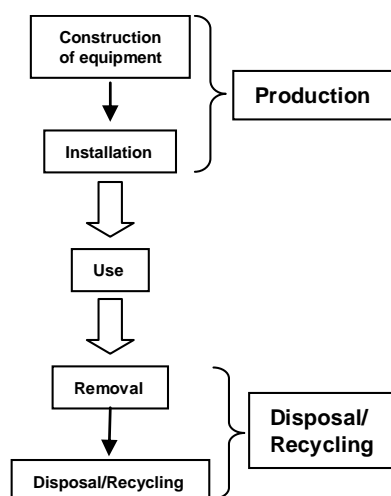 Construction
of equipment
Production
Installation
Use
Removal
Disposal/
Recycling
Disposal/Recycling